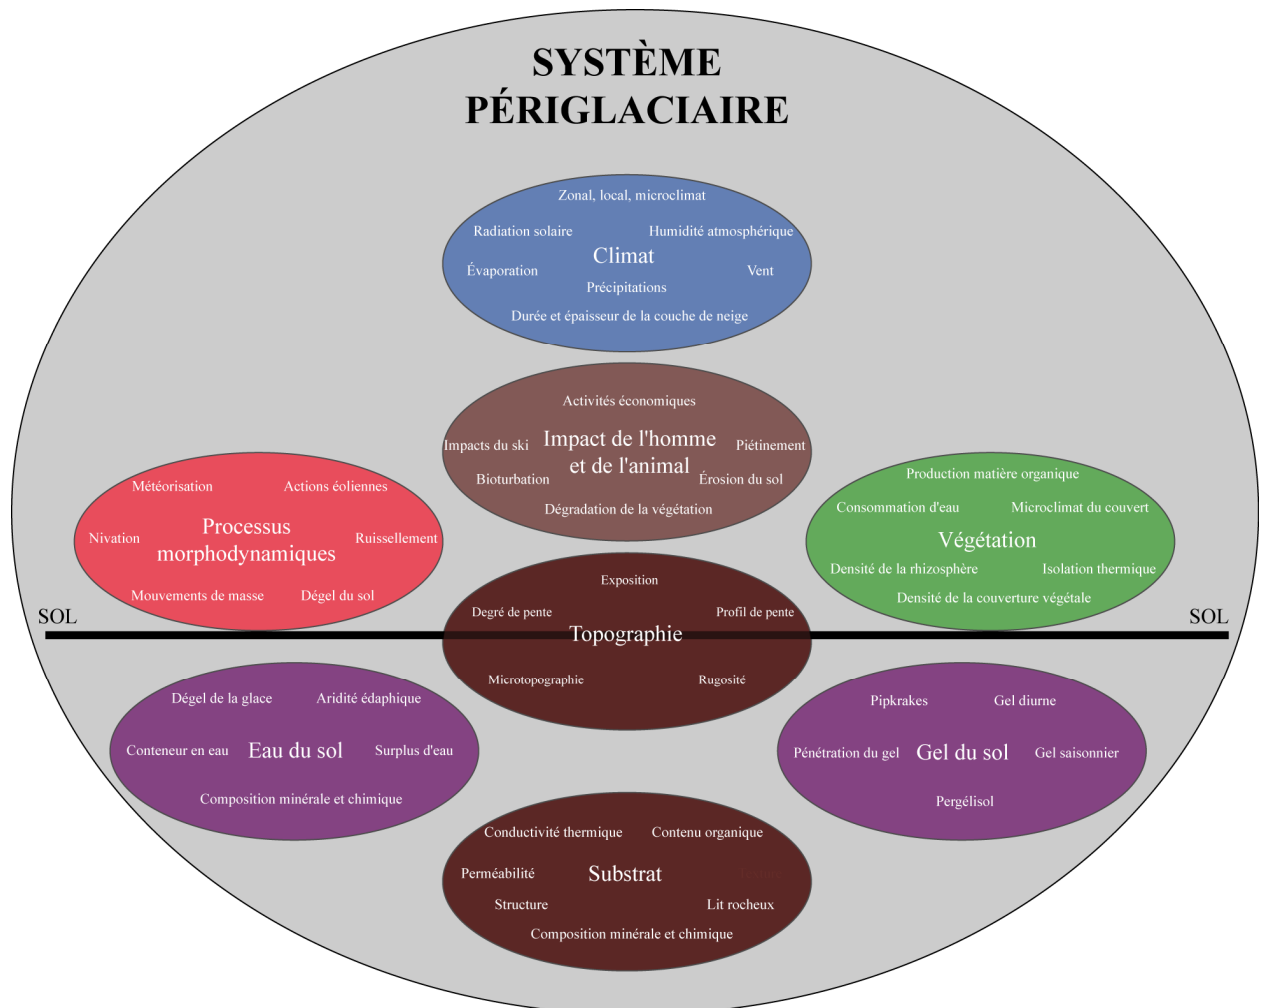 SYSTÈME
PÉRIGLACIAIRE
Zonal, local, microclimat
Radiation solaire
Humidité atmosphérique
Climat
Évaporation
Vent
Précipitations
Durée et épaisseur de la couche de neige
Activités économiques
Impacts du ski
Impact de l'homme
et de l'animal
Piétinement
Bioturbation
Érosion du sol
Dégradation de la végétation
Météorisation
Actions éoliennes
Processus
morphodynamiques
Nivation
Ruissellement
Mouvements de masse
Dégel du sol
Production matière organique
Consommation d'eau
Microclimat du couvert
Végétation
Densité de la rhizosphère
Isolation thermique
Densité de la couverture végétale
Exposition
Degré de pente
Profil de pente
Topographie
Microtopographie
Rugosité
SOL
SOL
Dégel de la glace
Aridité édaphique
Conteneur en eau
Eau du sol
Surplus d'eau
Composition minérale et chimique
Pipkrakes
Gel diurne
Pénétration du gel
Gel du sol
Gel saisonnier
Pergélisol
Conductivité thermique
Contenu organique
Perméabilité
Substrat
Structure
Lit rocheux
Composition minérale et chimique